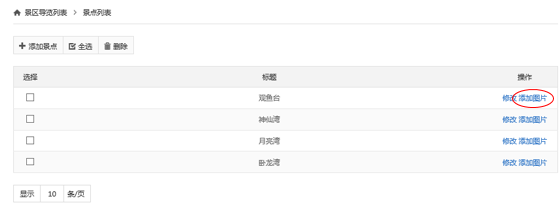 景区导览列表 > 景点列表
添加景点 全选 删除
选择 标题 操作
观鱼台 修改 添加图片
神仙湾 修改 添加图片
月亮湾 修改 添加图片
卧龙湾 修改 添加图片
显示 10 条/页